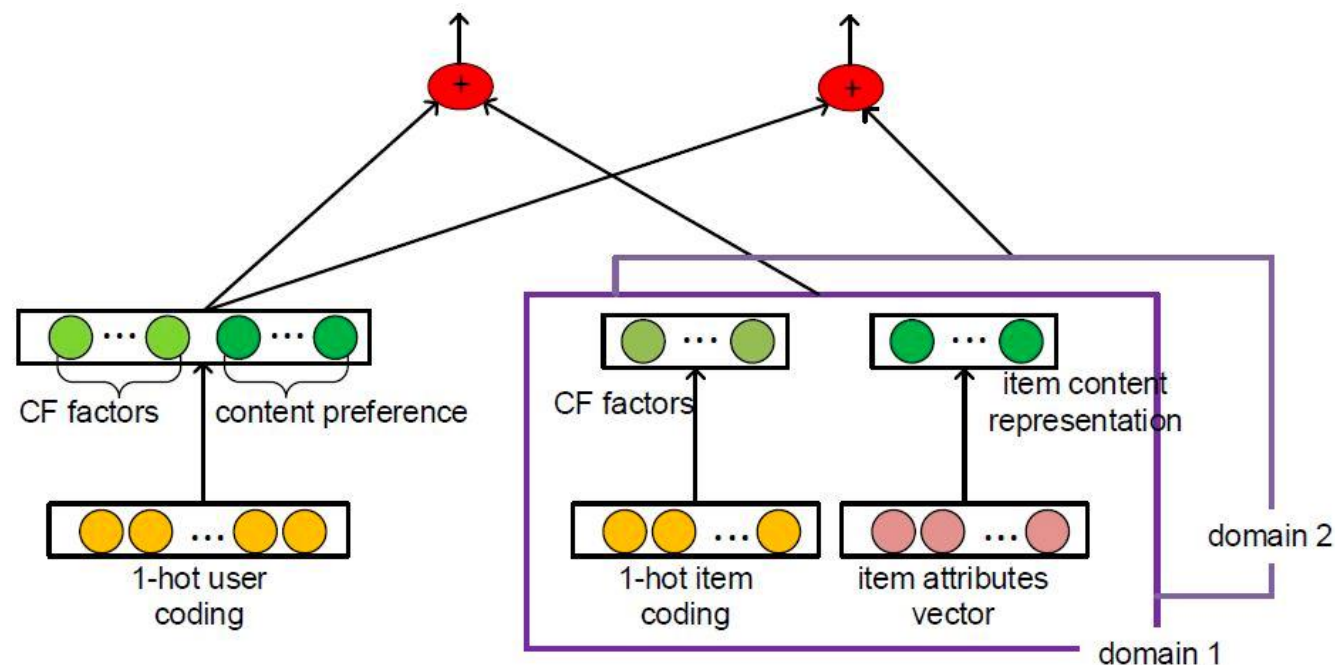 +
+
... ...
CF factors
content preference
...
CF factors
...
item content
representation
...
1-hot user
coding
...
1-hot item
coding
...
item attributes
vector
domain 2
domain 1